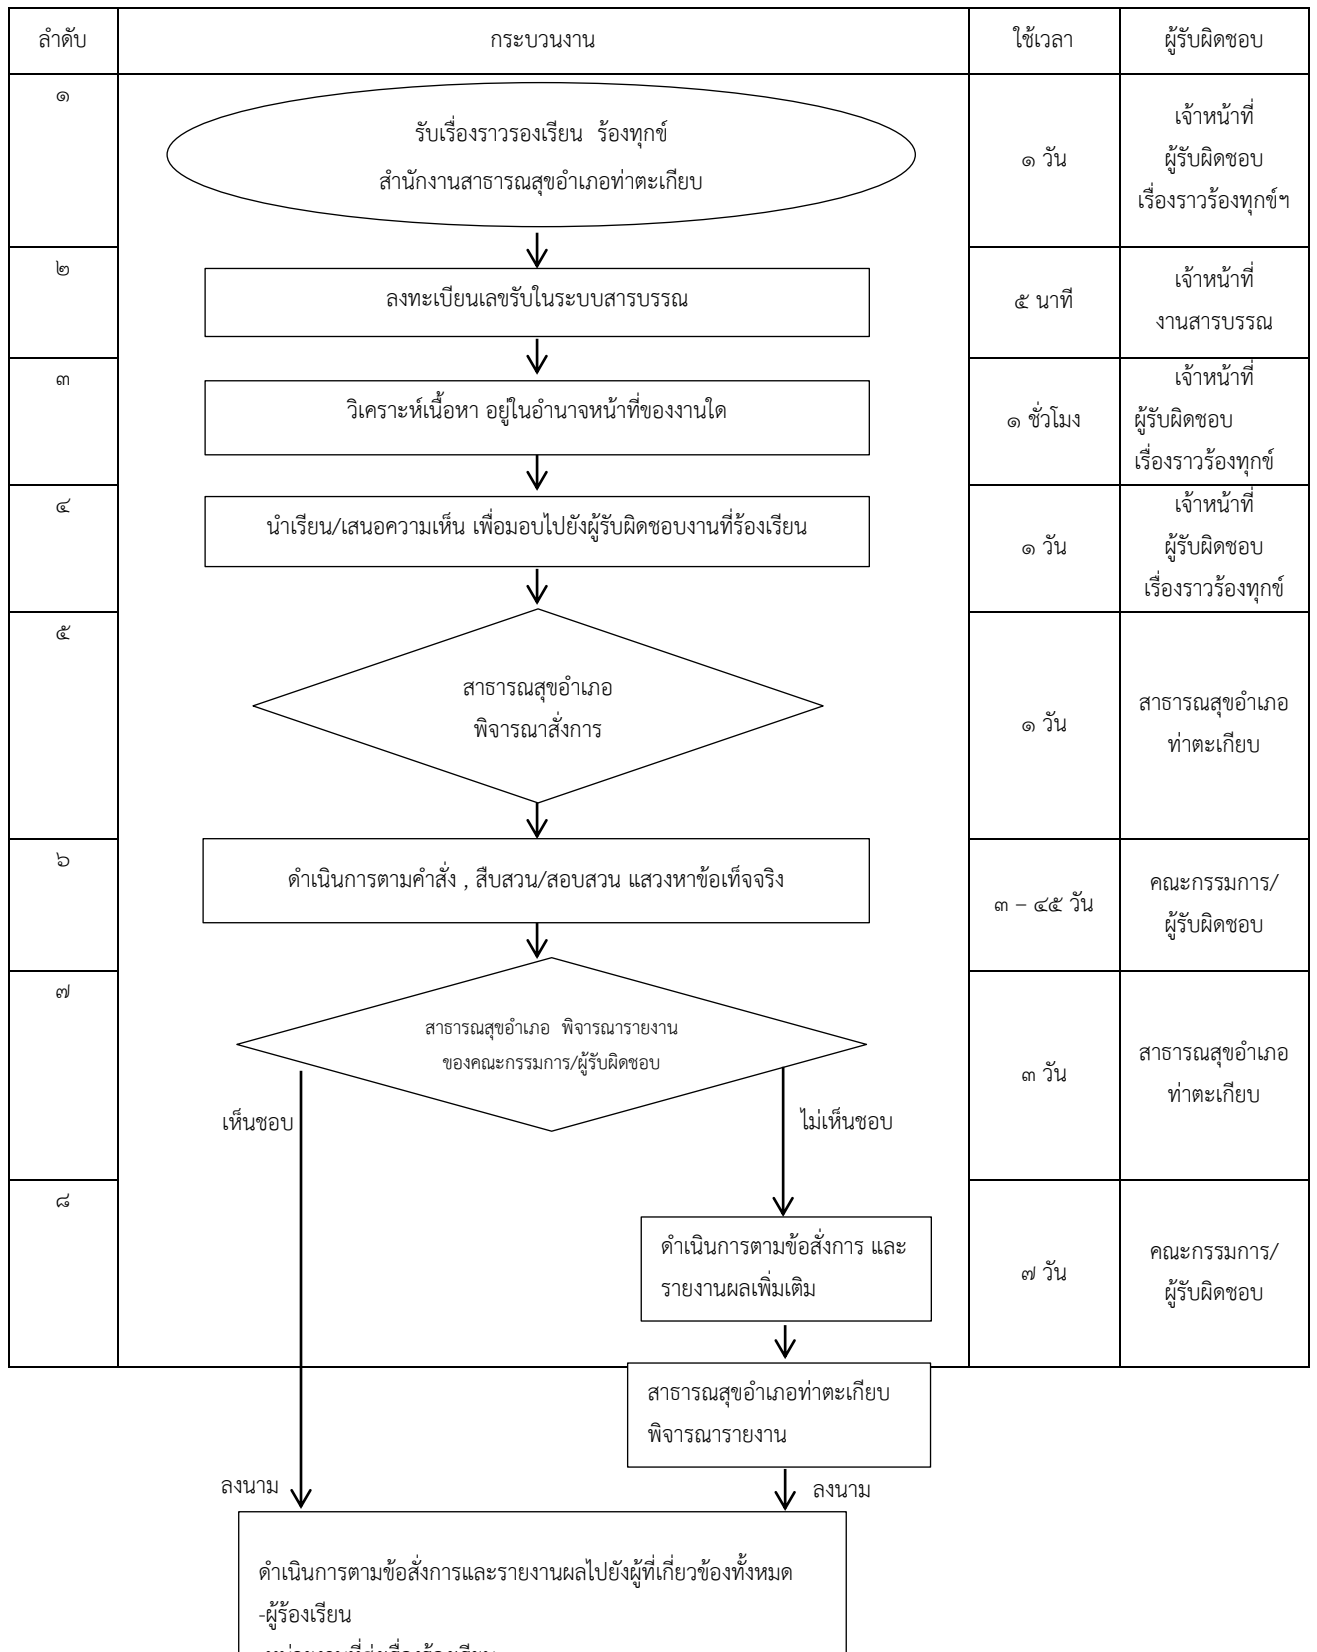 ลำดับ
กระบวนงาน
ใช้เวลา
ผู้รับผิดชอบ
๑
รับเรื่องราวรองเรียน ร้องทุกข์
สำนักงานสาธารณสุขอำเภอท่าตะเกียบ
๑ วัน
เจ้าหน้าที่
ผู้รับผิดชอบ
เรื่องราวร้องทุกข์ฯ
๒
ลงทะเบียนเลขรับในระบบสารบรรณ
๕ นาที
เจ้าหน้าที่
งานสารบรรณ
๓
วิเคราะห์เนื้อหา อยู่ในอำนาจหน้าที่ของงานใด
๑ ชั่วโมง
เจ้าหน้าที่
ผู้รับผิดชอบ
เรื่องราวร้องทุกข์
๔
นำเรียน/เสนอความเห็น เพื่อมอบไปยังผู้รับผิดชอบงานที่ร้องเรียน
๑ วัน
เจ้าหน้าที่
ผู้รับผิดชอบ
เรื่องราวร้องทุกข์
๕
สาธารณสุขอำเภอ
พิจารณาสั่งการ
๑ วัน
สาธารณสุขอำเภอ
ท่าตะเกียบ
๖
ดำเนินการตามคำสั่ง , สืบสวน/สอบสวน แสวงหาข้อเท็จจริง
๓ – ๔๕ วัน
คณะกรรมการ/
ผู้รับผิดชอบ
๗
สาธารณสุขอำเภอ พิจารณารายงาน
ของคณะกรรมการ/ผู้รับผิดชอบ
๓ วัน
สาธารณสุขอำเภอ
ท่าตะเกียบ
เห็นชอบ
ไม่เห็นชอบ
๘
ดำเนินการตามข้อสั่งการ และ
รายงานผลเพิ่มเติม
๗ วัน
คณะกรรมการ/
ผู้รับผิดชอบ
สาธารณสุขอำเภอท่าตะเกียบ
พิจารณารายงาน
ลงนาม
ลงนาม
ดำเนินการตามข้อสั่งการและรายงานผลไปยังผู้ที่เกี่ยวข้องทั้งหมด
-ผู้ร้องเรียน